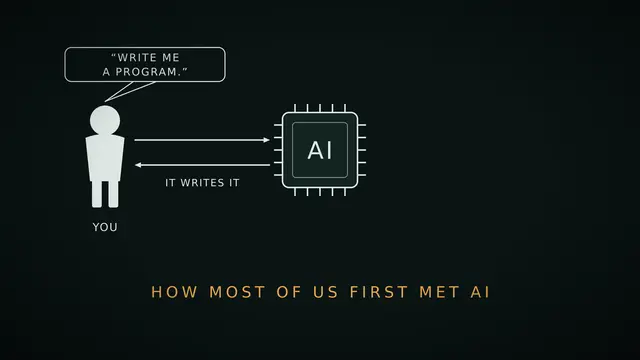 “WRITE ME
A PROGRAM.”
AI
IT WRITES IT
YOU
HOW MOST OF US FIRST MET AI